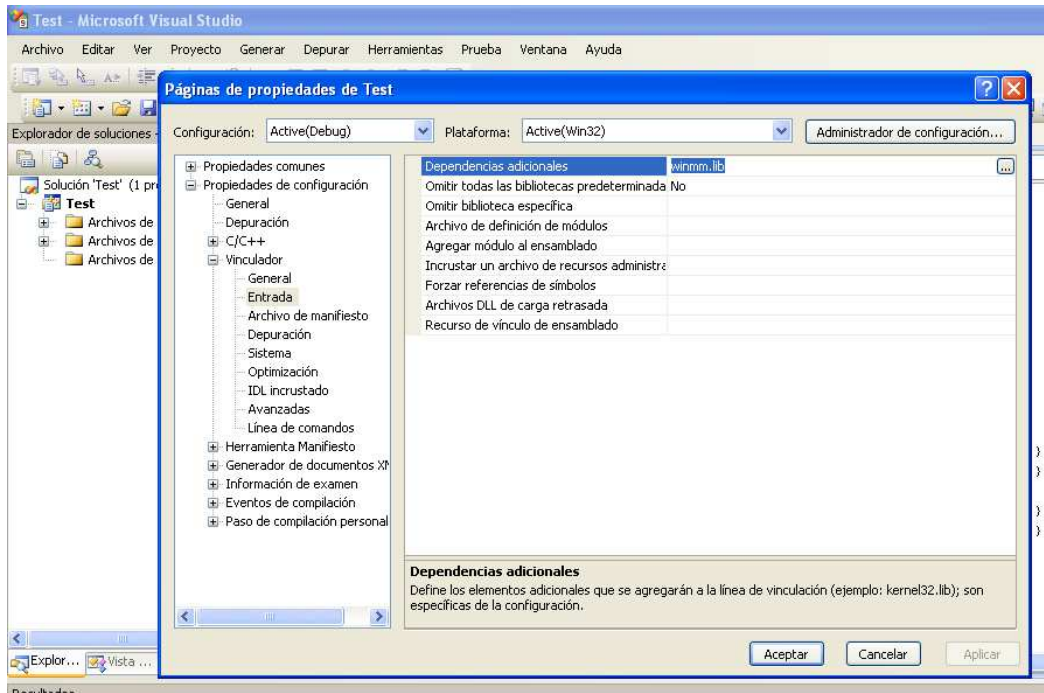 Test - Microsoft Visual Studio
Archivo Editar Ver Proyecto Generar Depurar Herramientas Prueba Ventana Ayuda
Páginas de propiedades de Test
Explorador de soluciones -
Configuración: Active(Debug) Plataforma: Active(Win32) Administrador de configuración...
Solución 'Test' (1 pr
Test
Archivos de
Archivos de
Archivos de
Propiedades comunes
Propiedades de configuración
General
Depuración
C/C++
Vinculador
General
Entrada
Archivo de manifiesto
Depuración
Sistema
Optimización
IDL incrustado
Avanzadas
Línea de comandos
Herramienta Manifiesto
Generador de documentos XM
Información de examen
Eventos de compilación
Paso de compilación personal
Dependencias adicionales winmm.lib ...
Omitir todas las bibliotecas predeterminada No
Omitir biblioteca específica
Archivo de definición de módulos
Agregar módulo al ensamblado
Incrustar un archivo de recursos administra
Forzar referencias de símbolos
Archivos DLL de carga retrasada
Recurso de vínculo de ensamblado
}
}
}
}
Dependencias adicionales
Define los elementos adicionales que se agregarán a la línea de vinculación (ejemplo: kernel32.lib); son
específicas de la configuración.
Aceptar Cancelar Aplicar
Explor... Vista ...